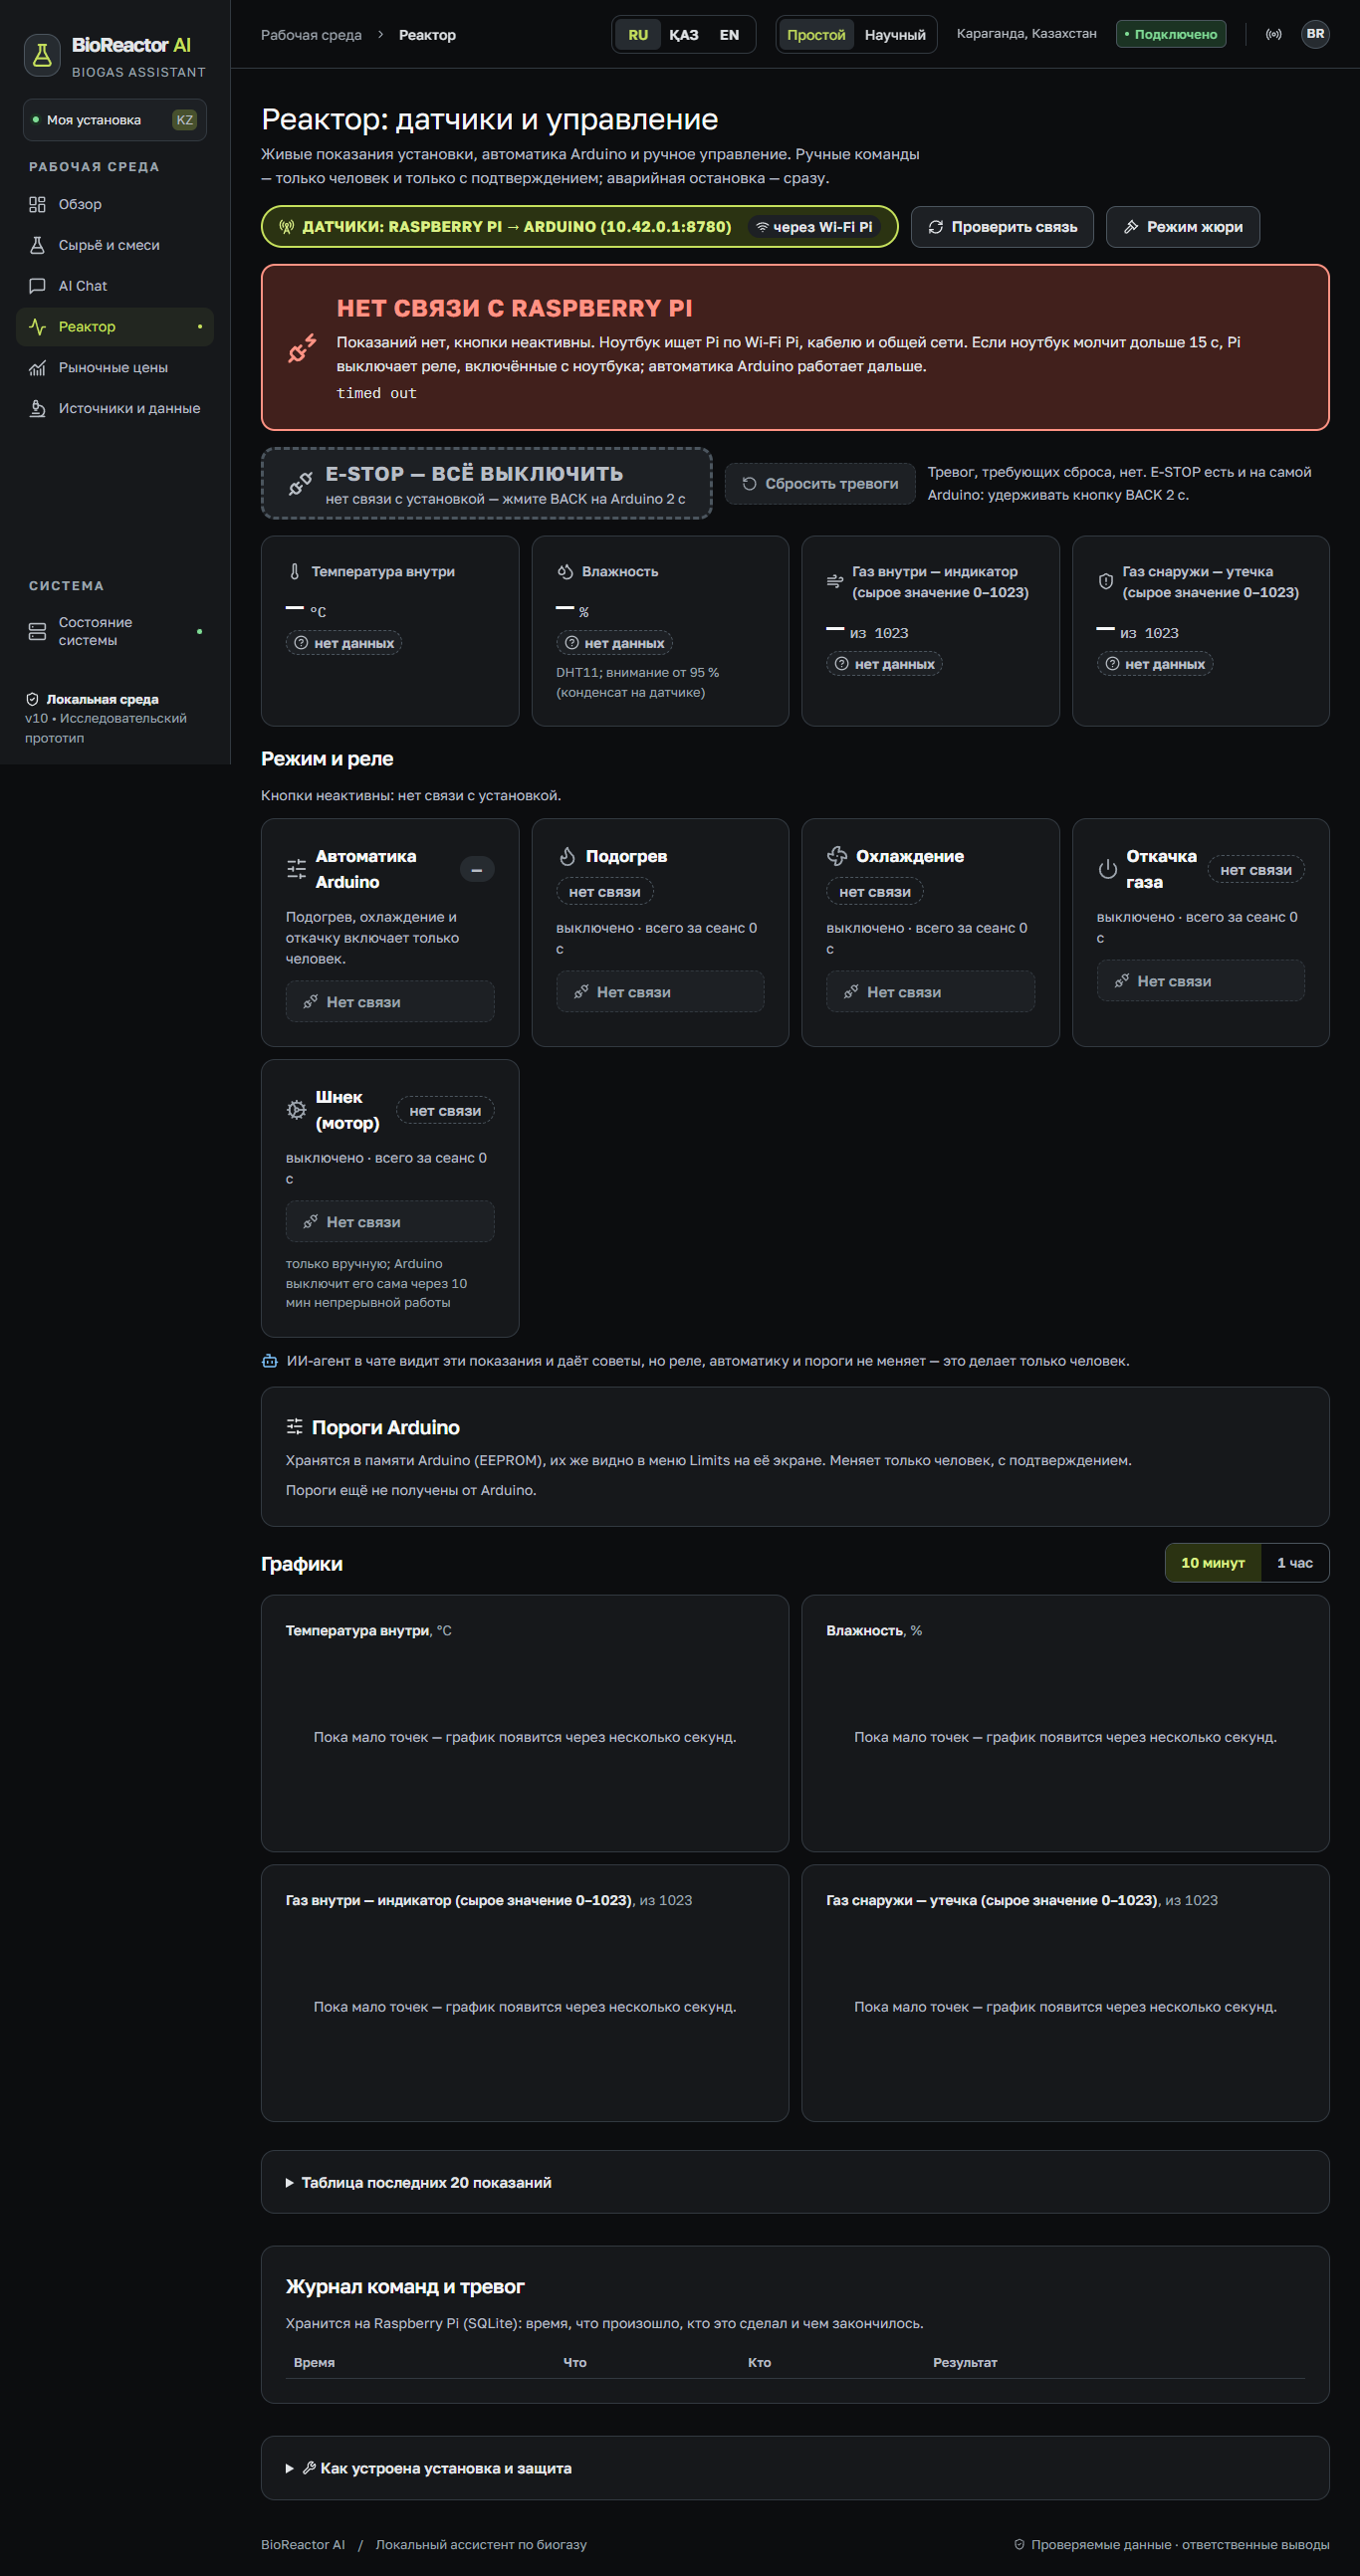 BioReactor AI
BIOGAS ASSISTANT
Моя установка KZ
РАБОЧАЯ СРЕДА
Обзор
Сырьё и смеси
AI Chat
Реактор
Рыночные цены
Источники и данные
СИСТЕМА
Состояние
системы
Локальная среда
v10 • Исследовательский
прототип
Рабочая среда › Реактор
RU ҚАЗ EN
Простой Научный
Караганда, Казахстан
• Подключено
BR
Реактор: датчики и управление
Живые показания установки, автоматика Arduino и ручное управление. Ручные команды
— только человек и только с подтверждением; аварийная остановка — сразу.
ДАТЧИКИ: RASPBERRY PI → ARDUINO (10.42.0.1:8780) через Wi-Fi Pi
Проверить связь
Режим жюри
НЕТ СВЯЗИ С RASPBERRY PI
Показаний нет, кнопки неактивны. Ноутбук ищет Pi по Wi-Fi Pi, кабелю и общей сети. Если ноутбук молчит дольше 15 с, Pi
выключает реле, включённые с ноутбука; автоматика Arduino работает дальше.
timed out
E-STOP — ВСЁ ВЫКЛЮЧИТЬ
нет связи с установкой — жмите BACK на Arduino 2 с
Сбросить тревоги
Тревог, требующих сброса, нет. E-STOP есть и на самой
Arduino: удерживать кнопку BACK 2 с.
Температура внутри
— °C
нет данных
Влажность
— %
нет данных
DHT11; внимание от 95 %
(конденсат на датчике)
Газ внутри — индикатор
(сырое значение 0–1023)
— из 1023
нет данных
Газ снаружи — утечка
(сырое значение 0–1023)
— из 1023
нет данных
Режим и реле
Кнопки неактивны: нет связи с установкой.
Автоматика
Arduino
—
Подогрев, охлаждение и
откачку включает только
человек.
Нет связи
Подогрев
нет связи
выключено · всего за сеанс 0
с
Нет связи
Охлаждение
нет связи
выключено · всего за сеанс 0
с
Нет связи
Откачка
газа
нет связи
выключено · всего за сеанс 0
с
Нет связи
Шнек
(мотор)
нет связи
выключено · всего за сеанс 0
с
Нет связи
только вручную; Arduino
выключит его сама через 10
мин непрерывной работы
ИИ-агент в чате видит эти показания и даёт советы, но реле, автоматику и пороги не меняет — это делает только человек.
Пороги Arduino
Хранятся в памяти Arduino (EEPROM), их же видно в меню Limits на её экране. Меняет только человек, с подтверждением.
Пороги ещё не получены от Arduino.
Графики
10 минут 1 час
Температура внутри, °C
Пока мало точек — график появится через несколько секунд.
Влажность, %
Пока мало точек — график появится через несколько секунд.
Газ внутри — индикатор (сырое значение 0–1023), из 1023
Пока мало точек — график появится через несколько секунд.
Газ снаружи — утечка (сырое значение 0–1023), из 1023
Пока мало точек — график появится через несколько секунд.
Таблица последних 20 показаний
Журнал команд и тревог
Хранится на Raspberry Pi (SQLite): время, что произошло, кто это сделал и чем закончилось.
Время Что Кто Результат
Как устроена установка и защита
BioReactor AI / Локальный ассистент по биогазу
Проверяемые данные · ответственные выводы